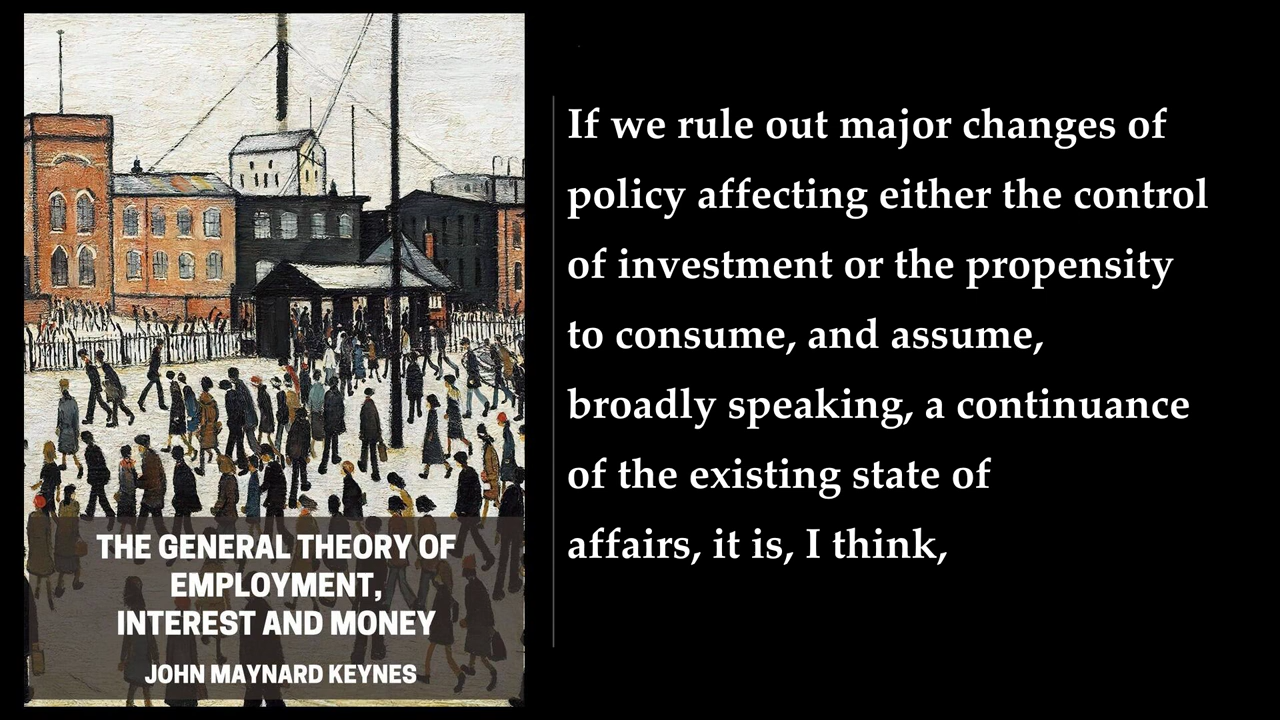 THE GENERAL THEORY OF
EMPLOYMENT,
INTEREST AND MONEY
JOHN MAYNARD KEYNES
If we rule out major changes of
policy affecting either the control
of investment or the propensity
to consume, and assume,
broadly speaking, a continuance
of the existing state of
affairs, it is, I think,